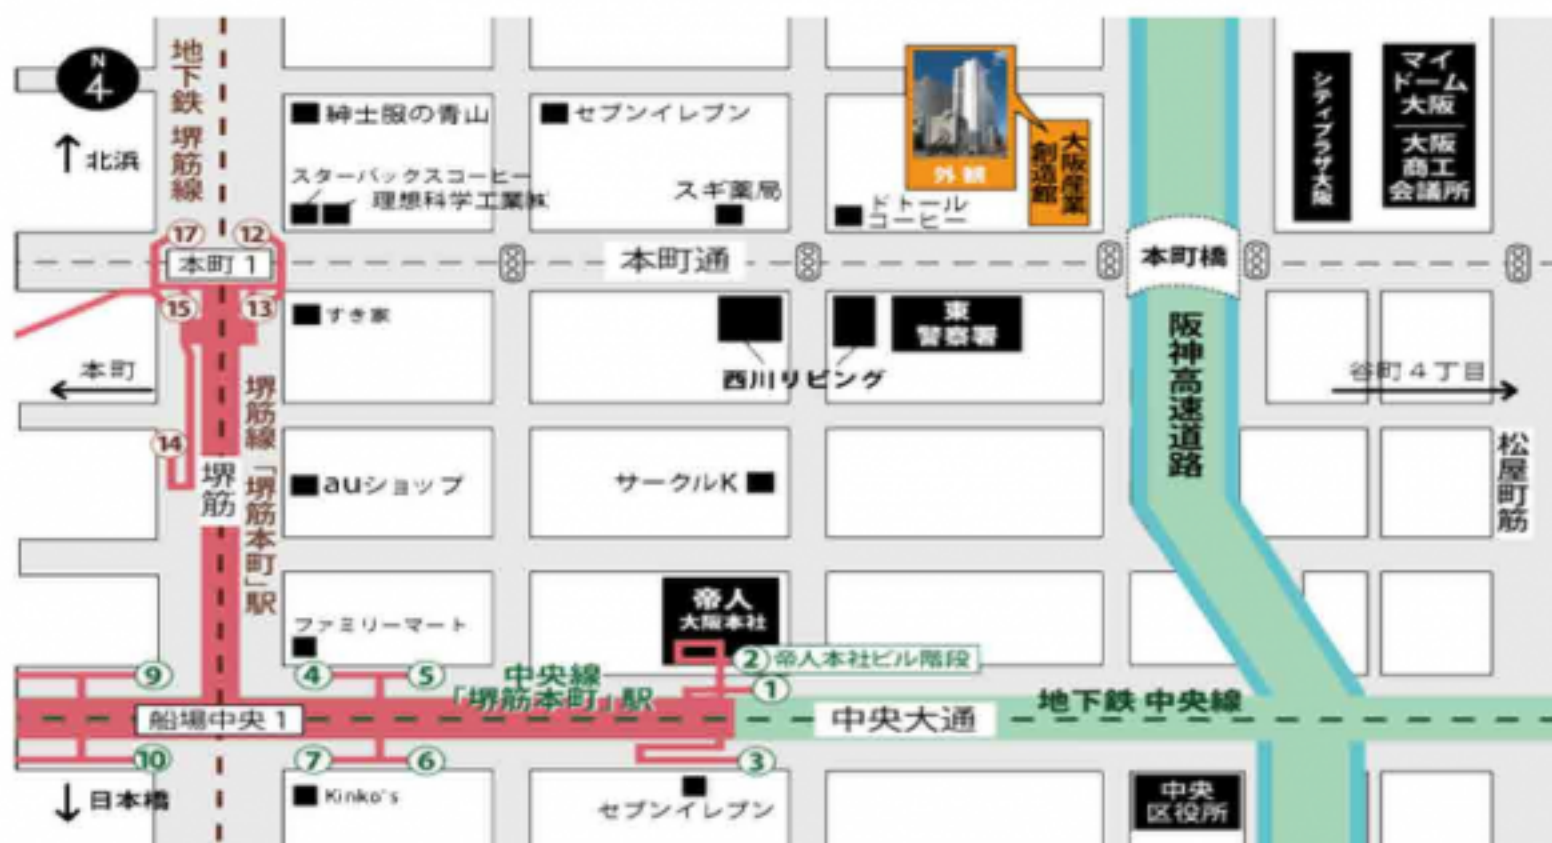 N
4
北浜
地下鉄 堺筋線
紳士服の青山
セブンイレブン
スターバックスコーヒー
理想科学工業㈱
スギ薬局
ドトール
コーヒー
外観
大阪産業
創造館
シティプラザ大阪
マイ
ドーム
大阪
大阪
商工
会議所
17
12
本町1
15
13
本町通
本町橋
すき家
西川リビング
東
警察署
本町
阪神高速道路
谷町4丁目
松屋町筋
14
堺筋
堺筋線「堺筋本町」駅
auショップ
サークルK
帝人
大阪本社
ファミリーマート
9
4
5
中央線
「堺筋本町」駅
2
帝人本社ビル階段
1
船場中央1
中央大通
地下鉄 中央線
10
7
6
3
日本橋
Kinko's
セブンイレブン
中央
区役所